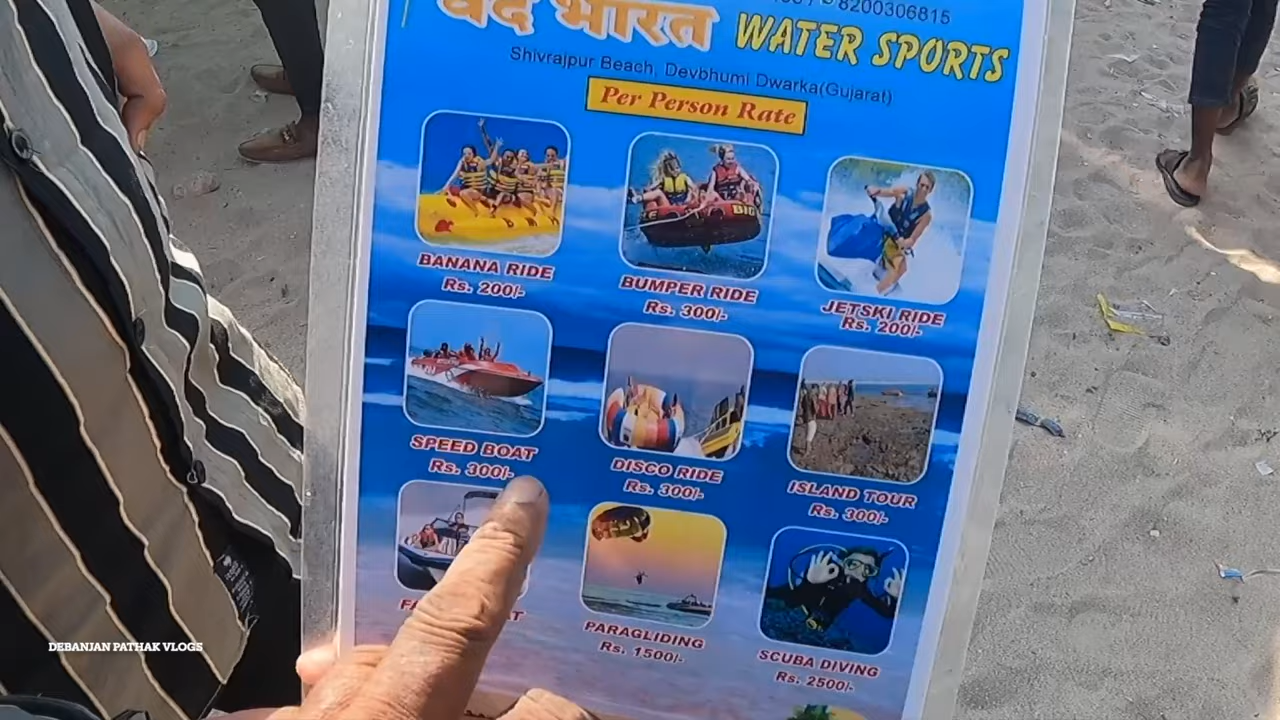 8200306815
वंदे भारत WATER SPORTS
Shivrajpur Beach, Devbhumi Dwarka(Gujarat)
Per Person Rate
BIG
BANANA RIDE
Rs. 200/-
BUMPER RIDE
Rs. 300/-
JETSKI RIDE
Rs. 200/-
SPEED BOAT
Rs. 300/-
DISCO RIDE
Rs. 300/-
ISLAND TOUR
Rs. 300/-
PARAGLIDING
Rs. 1500/-
SCUBA DIVING
Rs. 2500/-
DEBANJAN PATHAK VLOGS